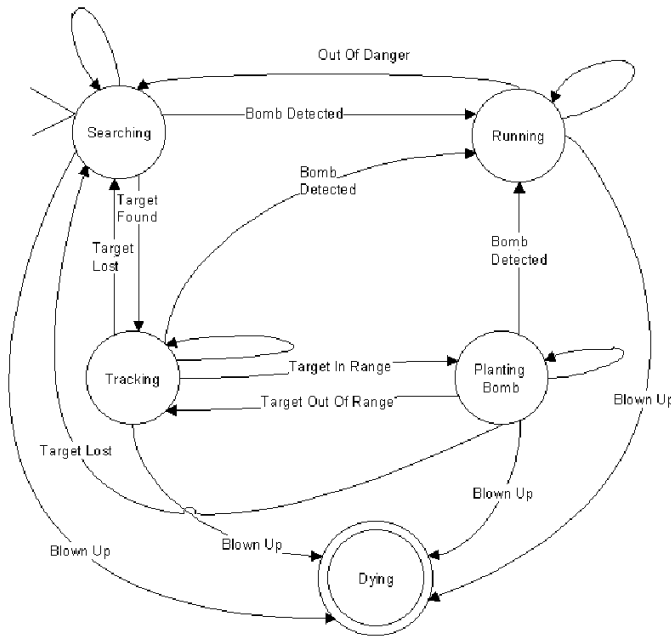 Out Of Danger
Searching
Bomb Detected
Running
Bomb
Detected
Target
Found
Target
Lost
Bomb
Detected
Tracking
Target In Range
Planting
Bomb
Target Out Of Range
Blown Up
Target Lost
Blown Up
Blown Up
Blown Up
Dying